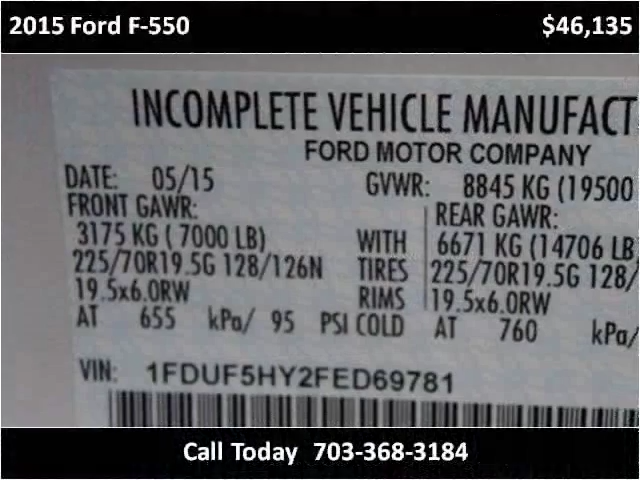 2015 Ford F-550 $46,135
INCOMPLETE VEHICLE MANUFACT
FORD MOTOR COMPANY
DATE: 05/15 GVWR: 8845 KG (19500
FRONT GAWR: REAR GAWR:
3175 KG ( 7000 LB) WITH 6671 KG (14706 LB
225/70R19.5G 128/126N TIRES 225/70R19.5G 128/
19.5x6.0RW RIMS 19.5x6.0RW
AT 655 kPa/ 95 PSI COLD AT 760 kPa/
VIN: 1FDUF5HY2FED69781
Call Today 703-368-3184